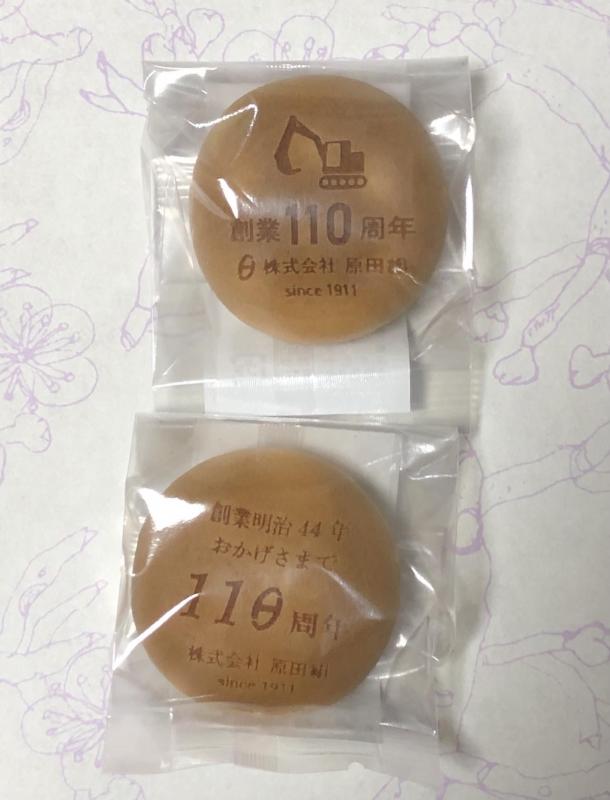 創業110周年
θ 株式会社 原田組
since 1911
創業明治44年
おかげさまで
11θ周年
株式会社 原田組
since 1911